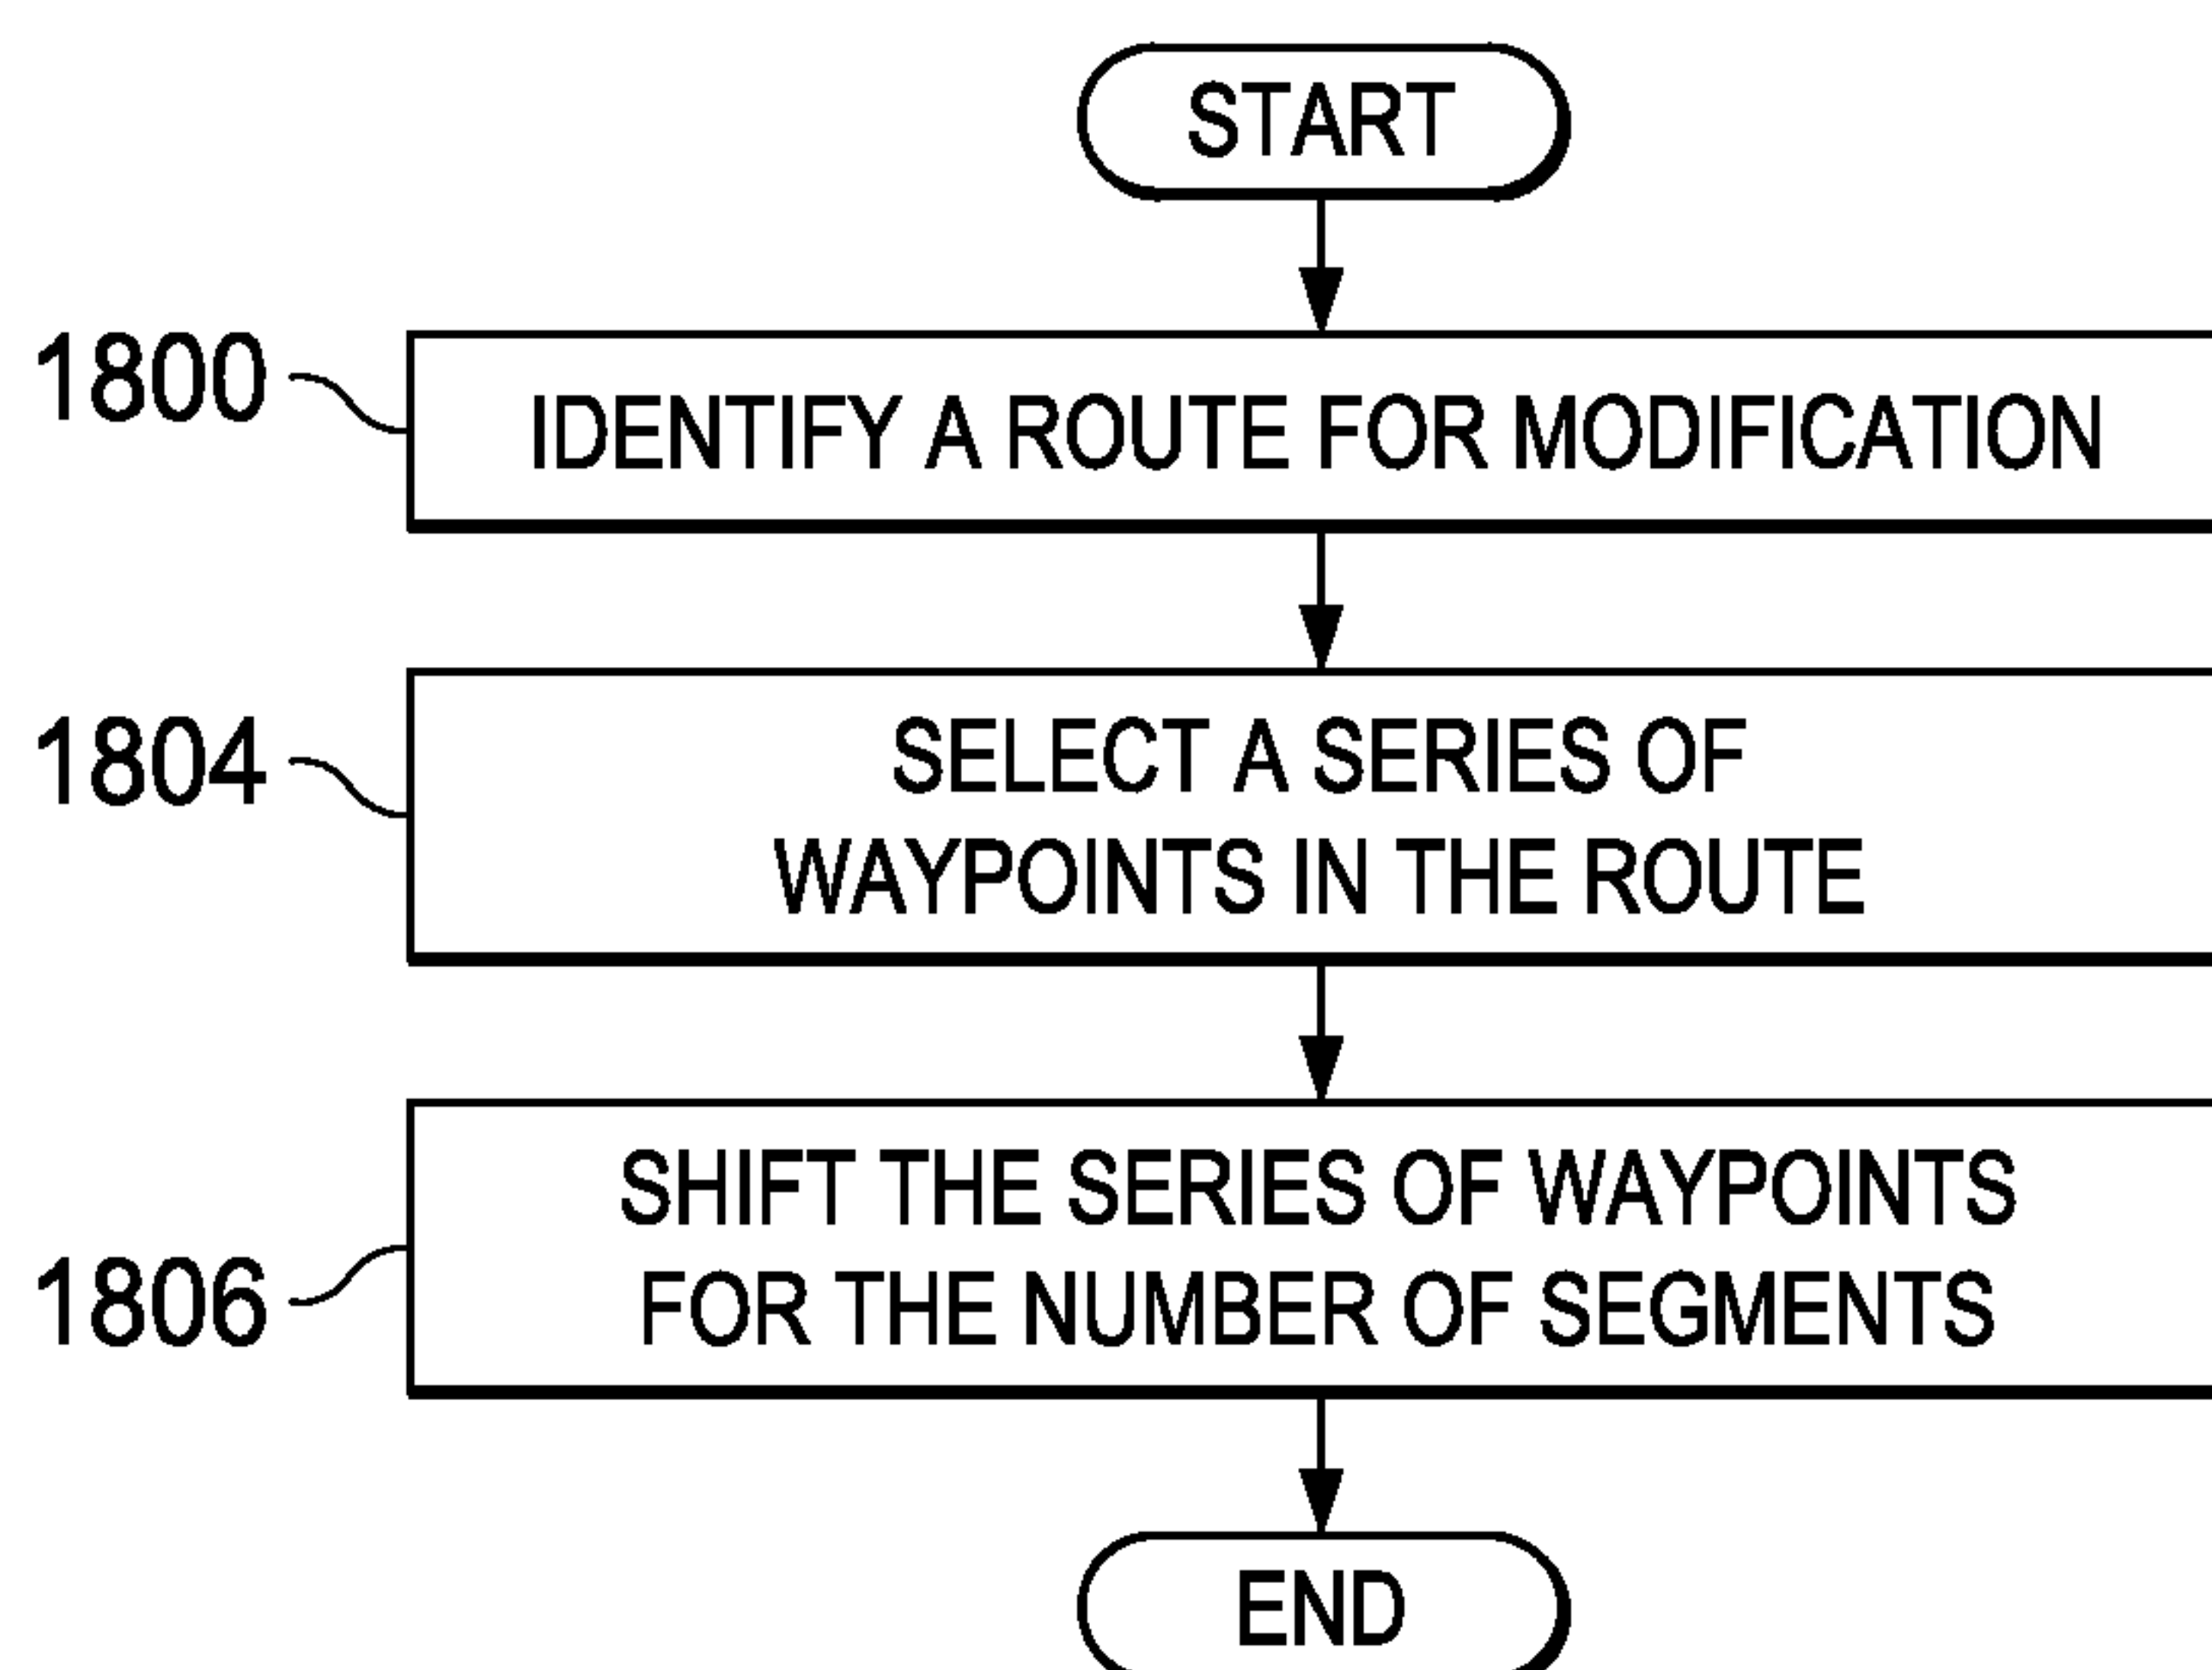 START
1800
IDENTIFY A ROUTE FOR MODIFICATION
1804
SELECT A SERIES OF
WAYPOINTS IN THE ROUTE
SHIFT THE SERIES OF WAYPOINTS
1806
FOR THE NUMBER OF SEGMENTS
END